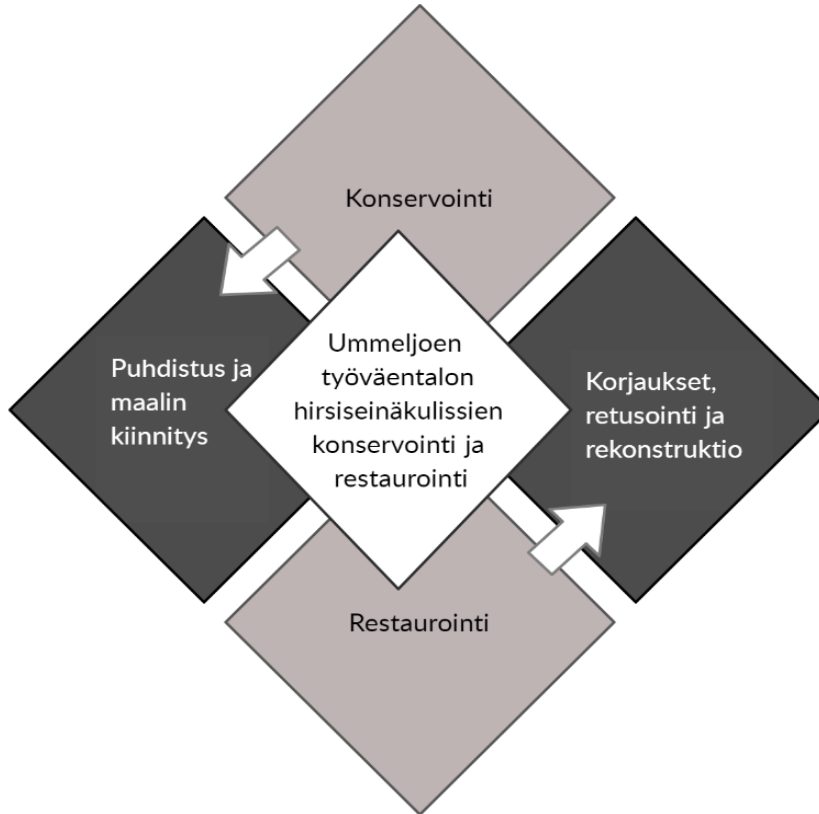 Konservointi
Puhdistus ja
maalin
kiinnitys
Ummeljoen
työväentalon
hirsiseinäkulissien
konservointi ja
restaurointi
Korjaukset,
retusointi ja
rekonstruktio
Restaurointi